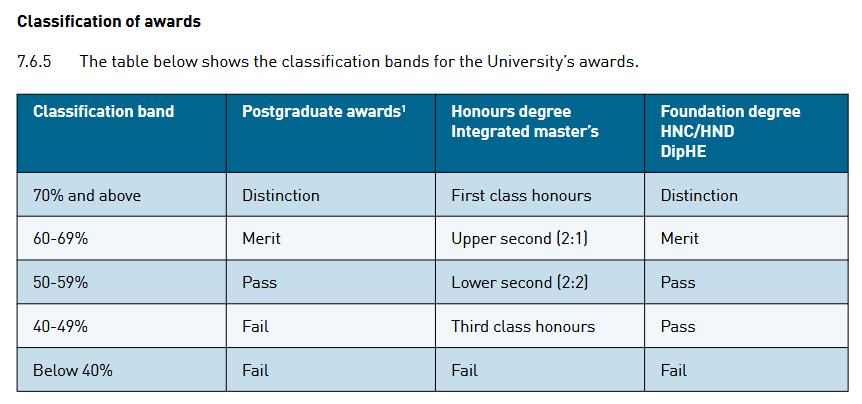 Classification of awards
7.6.5 The table below shows the classification bands for the University’s awards.
Classification band Postgraduate awards¹ Honours degree Foundation degree
Integrated master’s HNC/HND
DipHE
70% and above Distinction First class honours Distinction
60-69% Merit Upper second (2:1) Merit
50-59% Pass Lower second (2:2) Pass
40-49% Fail Third class honours Pass
Below 40% Fail Fail Fail